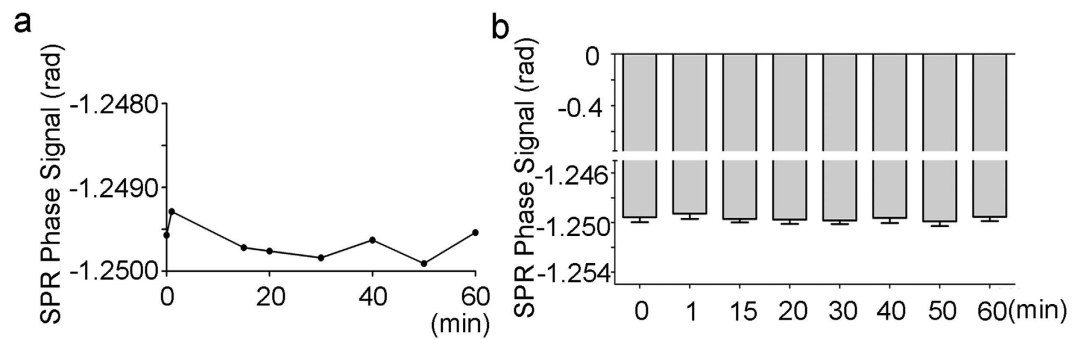 a
SPR Phase Signal (rad)
-1.2480
-1.2490
-1.2500
0 20 40 60
(min)
b
SPR Phase Signal (rad)
0
-0.4
-1.246
-1.250
-1.254
0 1 15 20 30 40 50 60(min)